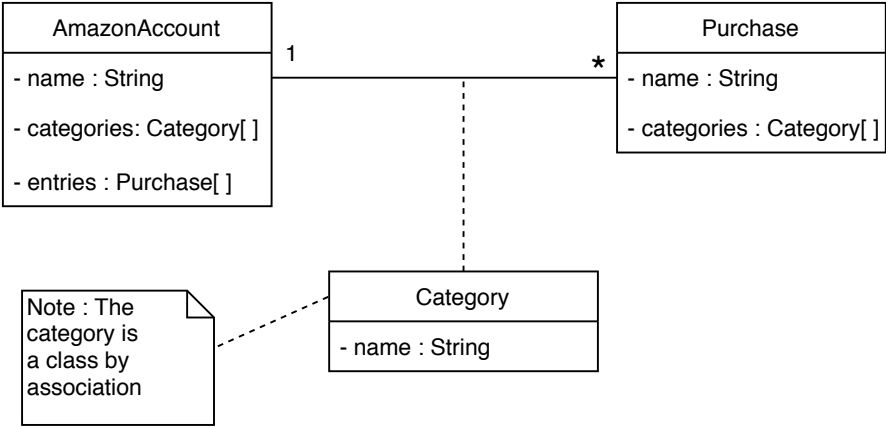 AmazonAccount
- name : String
- categories: Category[ ]
- entries : Purchase[ ]
1
*
Purchase
- name : String
- categories : Category[ ]
Category
- name : String
Note : The
category is
a class by
association